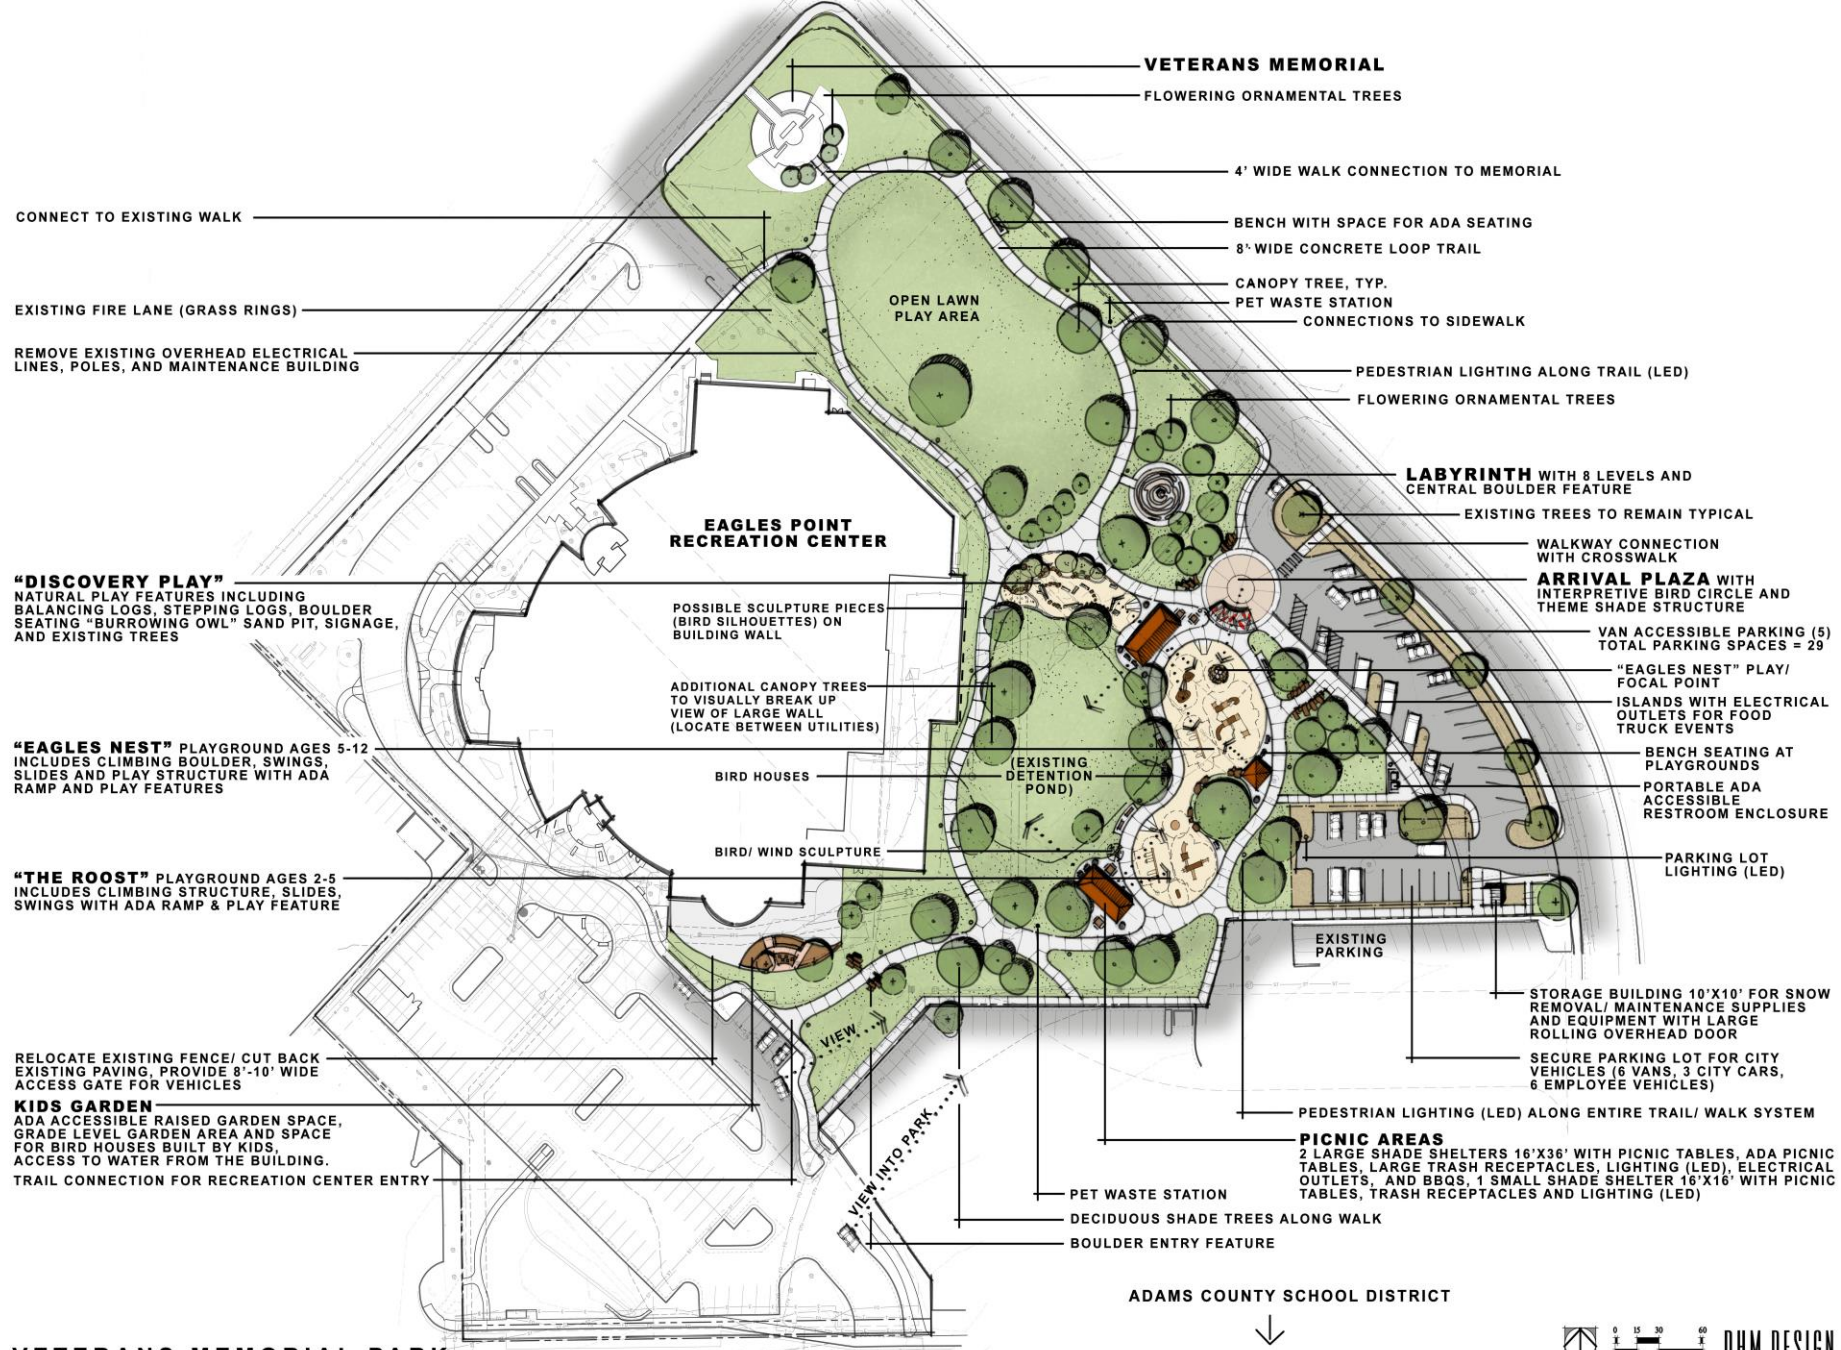 VETERANS MEMORIAL
FLOWERING ORNAMENTAL TREES
4' WIDE WALK CONNECTION TO MEMORIAL
CONNECT TO EXISTING WALK
BENCH WITH SPACE FOR ADA SEATING
8' WIDE CONCRETE LOOP TRAIL
CANOPY TREE, TYP.
PET WASTE STATION
CONNECTIONS TO SIDEWALK
OPEN LAWN
PLAY AREA
EXISTING FIRE LANE (GRASS RINGS)
REMOVE EXISTING OVERHEAD ELECTRICAL
LINES, POLES, AND MAINTENANCE BUILDING
PEDESTRIAN LIGHTING ALONG TRAIL (LED)
FLOWERING ORNAMENTAL TREES
LABYRINTH WITH 8 LEVELS AND
CENTRAL BOULDER FEATURE
EXISTING TREES TO REMAIN TYPICAL
EAGLES POINT
RECREATION CENTER
WALKWAY CONNECTION
WITH CROSSWALK
ARRIVAL PLAZA WITH
INTERPRETIVE BIRD CIRCLE AND
THEME SHADE STRUCTURE
"DISCOVERY PLAY"
NATURAL PLAY FEATURES INCLUDING
BALANCING LOGS, STEPPING LOGS, BOULDER
SEATING "BURROWING OWL" SAND PIT, SIGNAGE,
AND EXISTING TREES
POSSIBLE SCULPTURE PIECES
(BIRD SILHOUETTES) ON
BUILDING WALL
VAN ACCESSIBLE PARKING (5)
TOTAL PARKING SPACES = 29
"EAGLES NEST" PLAY/
FOCAL POINT
ADDITIONAL CANOPY TREES
TO VISUALLY BREAK UP
VIEW OF LARGE WALL
(LOCATE BETWEEN UTILITIES)
ISLANDS WITH ELECTRICAL
OUTLETS FOR FOOD
TRUCK EVENTS
"EAGLES NEST" PLAYGROUND AGES 5-12
INCLUDES CLIMBING BOULDER, SWINGS,
SLIDES AND PLAY STRUCTURE WITH ADA
RAMP AND PLAY FEATURES
BENCH SEATING AT
PLAYGROUNDS
BIRD HOUSES
(EXISTING
DETENTION
POND)
PORTABLE ADA
ACCESSIBLE
RESTROOM ENCLOSURE
BIRD/ WIND SCULPTURE
PARKING LOT
LIGHTING (LED)
"THE ROOST" PLAYGROUND AGES 2-5
INCLUDES CLIMBING STRUCTURE, SLIDES,
SWINGS WITH ADA RAMP & PLAY FEATURE
EXISTING
PARKING
STORAGE BUILDING 10'X10' FOR SNOW
REMOVAL/ MAINTENANCE SUPPLIES
AND EQUIPMENT WITH LARGE
ROLLING OVERHEAD DOOR
VIEW
RELOCATE EXISTING FENCE/ CUT BACK
EXISTING PAVING, PROVIDE 8'-10' WIDE
ACCESS GATE FOR VEHICLES
SECURE PARKING LOT FOR CITY
VEHICLES (6 VANS, 3 CITY CARS,
6 EMPLOYEE VEHICLES)
KIDS GARDEN
ADA ACCESSIBLE RAISED GARDEN SPACE,
GRADE LEVEL GARDEN AREA AND SPACE
FOR BIRD HOUSES BUILT BY KIDS,
ACCESS TO WATER FROM THE BUILDING.
TRAIL CONNECTION FOR RECREATION CENTER ENTRY
VIEW INTO PARK
PEDESTRIAN LIGHTING (LED) ALONG ENTIRE TRAIL/ WALK SYSTEM
PICNIC AREAS
2 LARGE SHADE SHELTERS 16'X36' WITH PICNIC TABLES, ADA PICNIC
TABLES, LARGE TRASH RECEPTACLES, LIGHTING (LED), ELECTRICAL
OUTLETS, AND BBQS, 1 SMALL SHADE SHELTER 16'X16' WITH PICNIC
TABLES, TRASH RECEPTACLES AND LIGHTING (LED)
PET WASTE STATION
DECIDUOUS SHADE TREES ALONG WALK
BOULDER ENTRY FEATURE
ADAMS COUNTY SCHOOL DISTRICT
0 15 30 60
DHM DESIGN
VETERANS MEMORIAL PARK